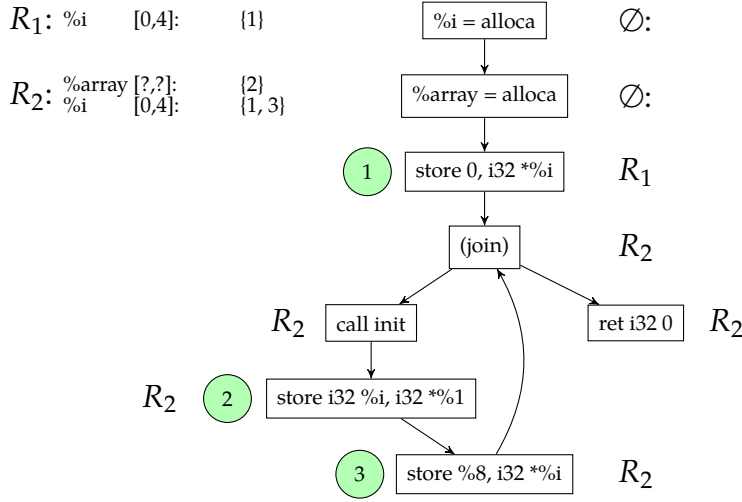 R1: %i [0,4]: {1}
%i = alloca
∅:
R2: %array [?,?]: {2}
%i [0,4]: {1, 3}
%array = alloca
∅:
1
store 0, i32 *%i
R1
(join)
R2
R2
call init
ret i32 0
R2
R2
2
store i32 %i, i32 *%1
3
store %8, i32 *%i
R2